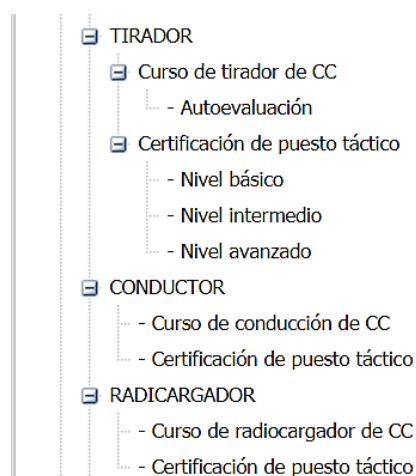 TIRADOR
Curso de tirador de CC
- Autoevaluación
Certificación de puesto táctico
- Nivel básico
- Nivel intermedio
- Nivel avanzado
CONDUCTOR
- Curso de conducción de CC
- Certificación de puesto táctico
RADICARGADOR
- Curso de radiocargador de CC
- Certificación de puesto táctico